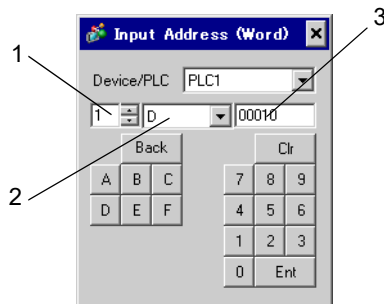 Input Address (Word)
3
1
Device/PLC PLC1
1 D 00010
Back Clr
2
A B C 7 8 9
D E F 4 5 6
1 2 3
0 Ent